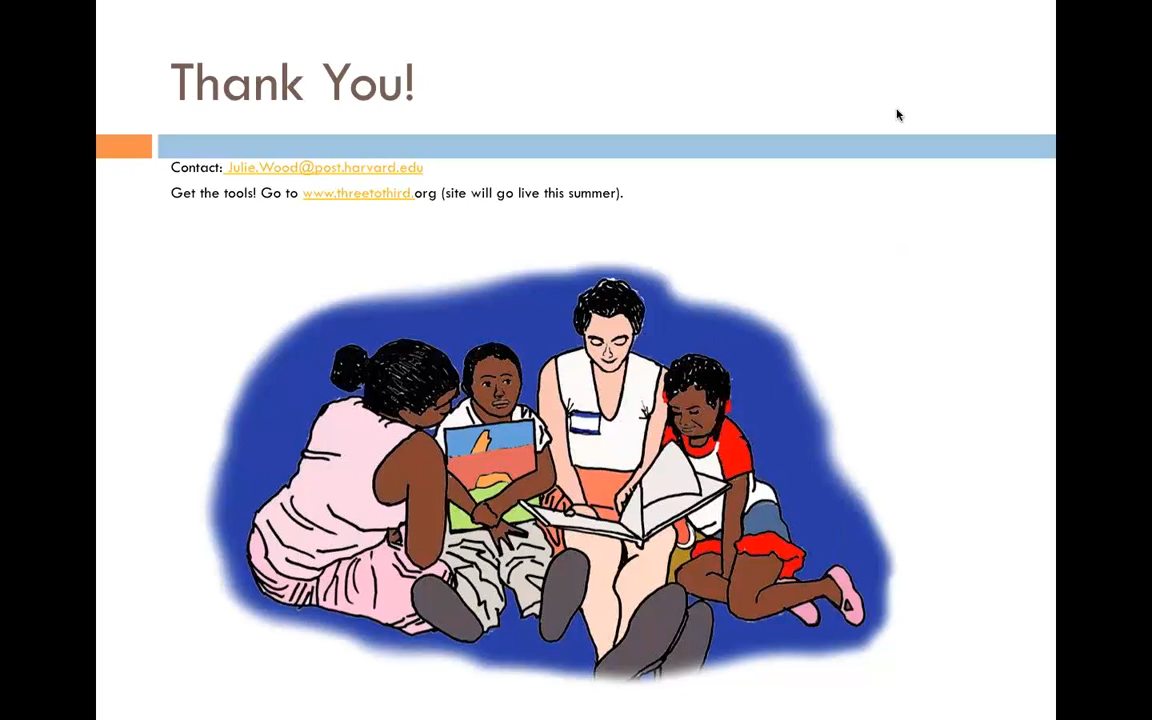 Thank You!
Contact: Julie.Wood@post.harvard.edu
Get the tools! Go to www.threetothird.org (site will go live this summer).